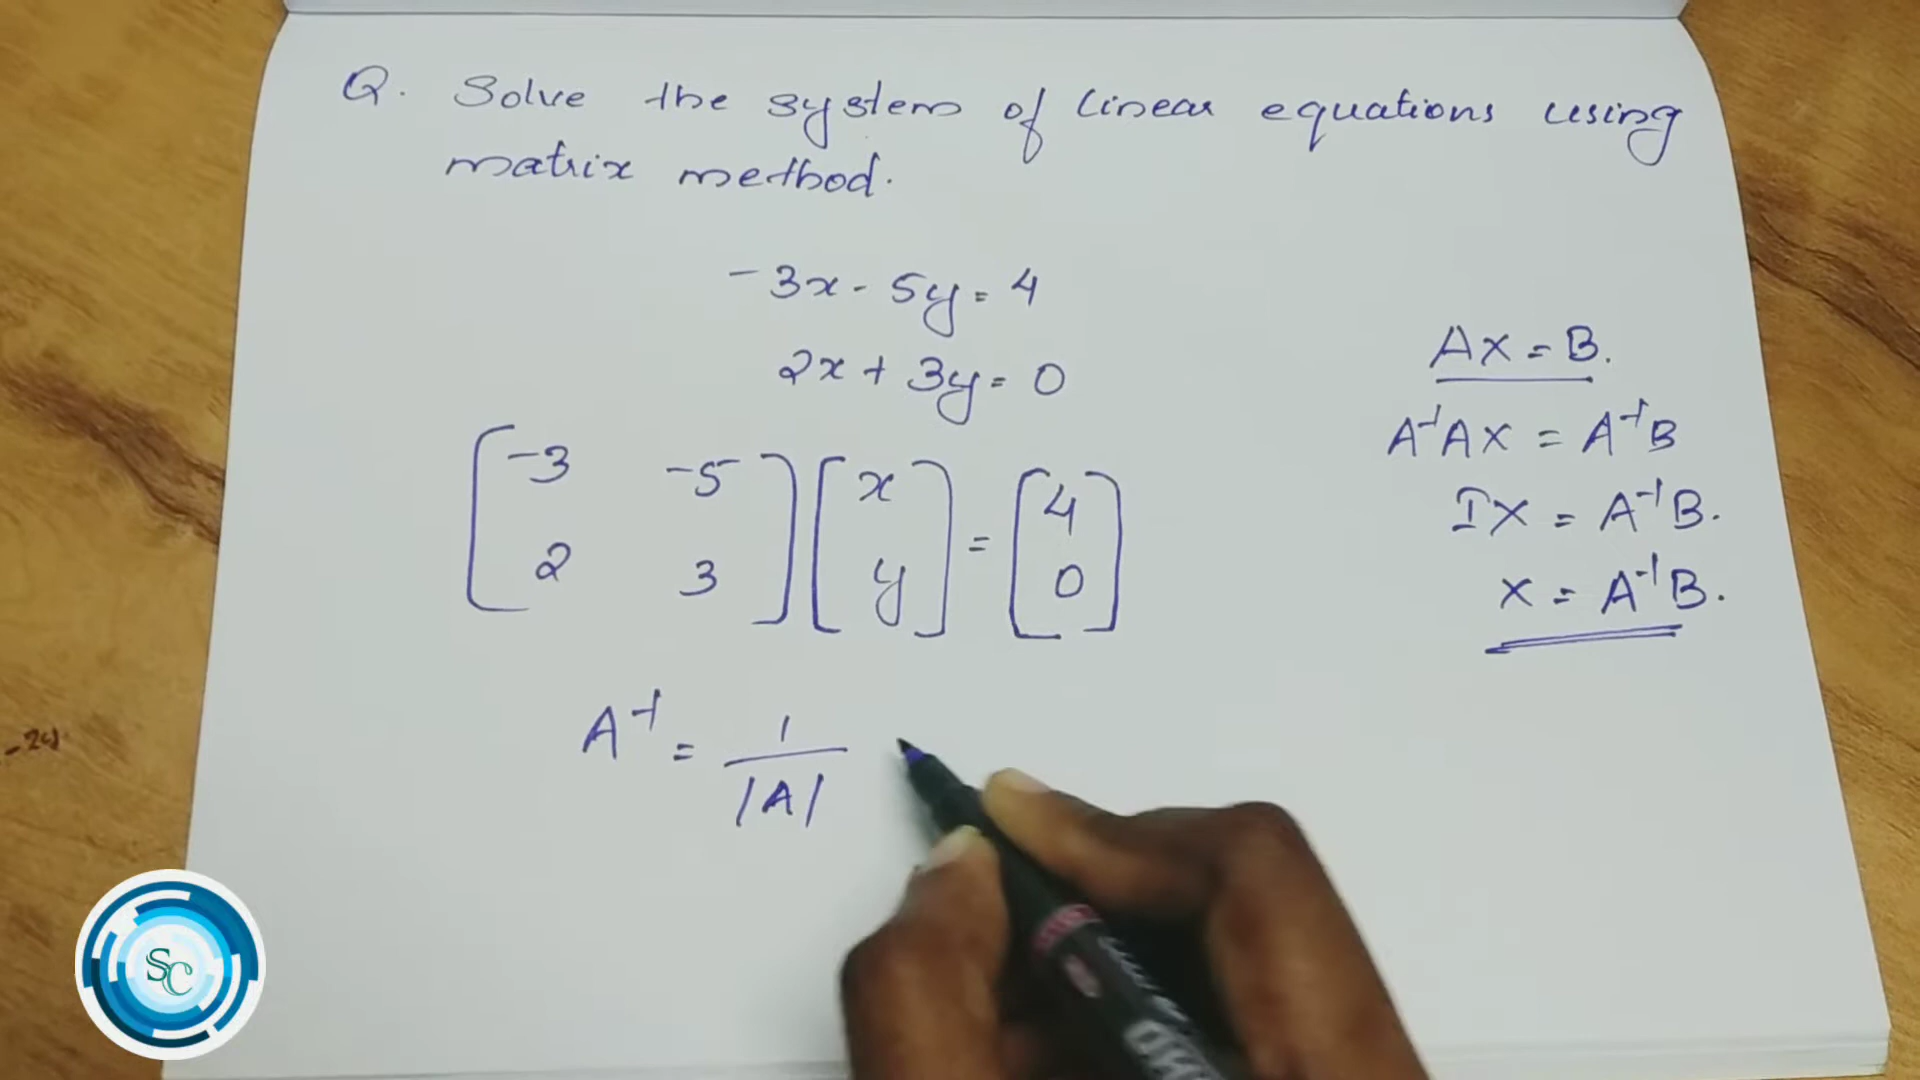 Q. Solve the system of linear equations using
matrix method.
-3x - 5y = 4
2x + 3y = 0
[-3 -5
2 3] [x
y] = [4
0]
A⁻¹ = 1/|A|
AX = B.
A⁻¹AX = A⁻¹B
IX = A⁻¹B.
X = A⁻¹B.
SC